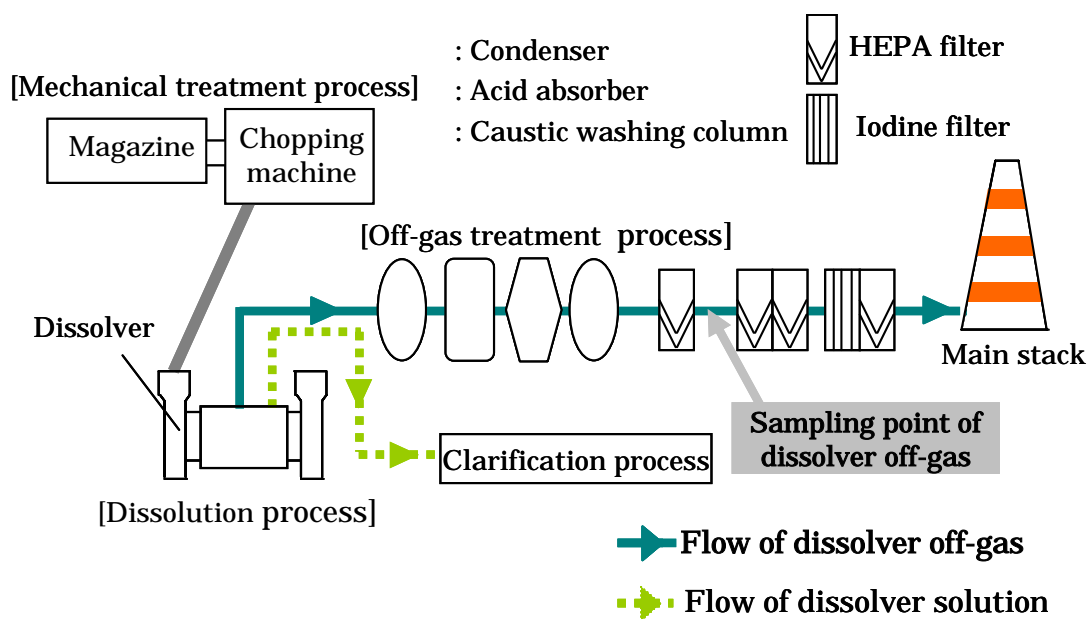 : Condenser
: Acid absorber
: Caustic washing column
HEPA filter
Iodine filter
[Mechanical treatment process]
Magazine
Chopping
machine
[Off-gas treatment process]
Dissolver
Main stack
Sampling point of
dissolver off-gas
Clarification process
[Dissolution process]
Flow of dissolver off-gas
Flow of dissolver solution